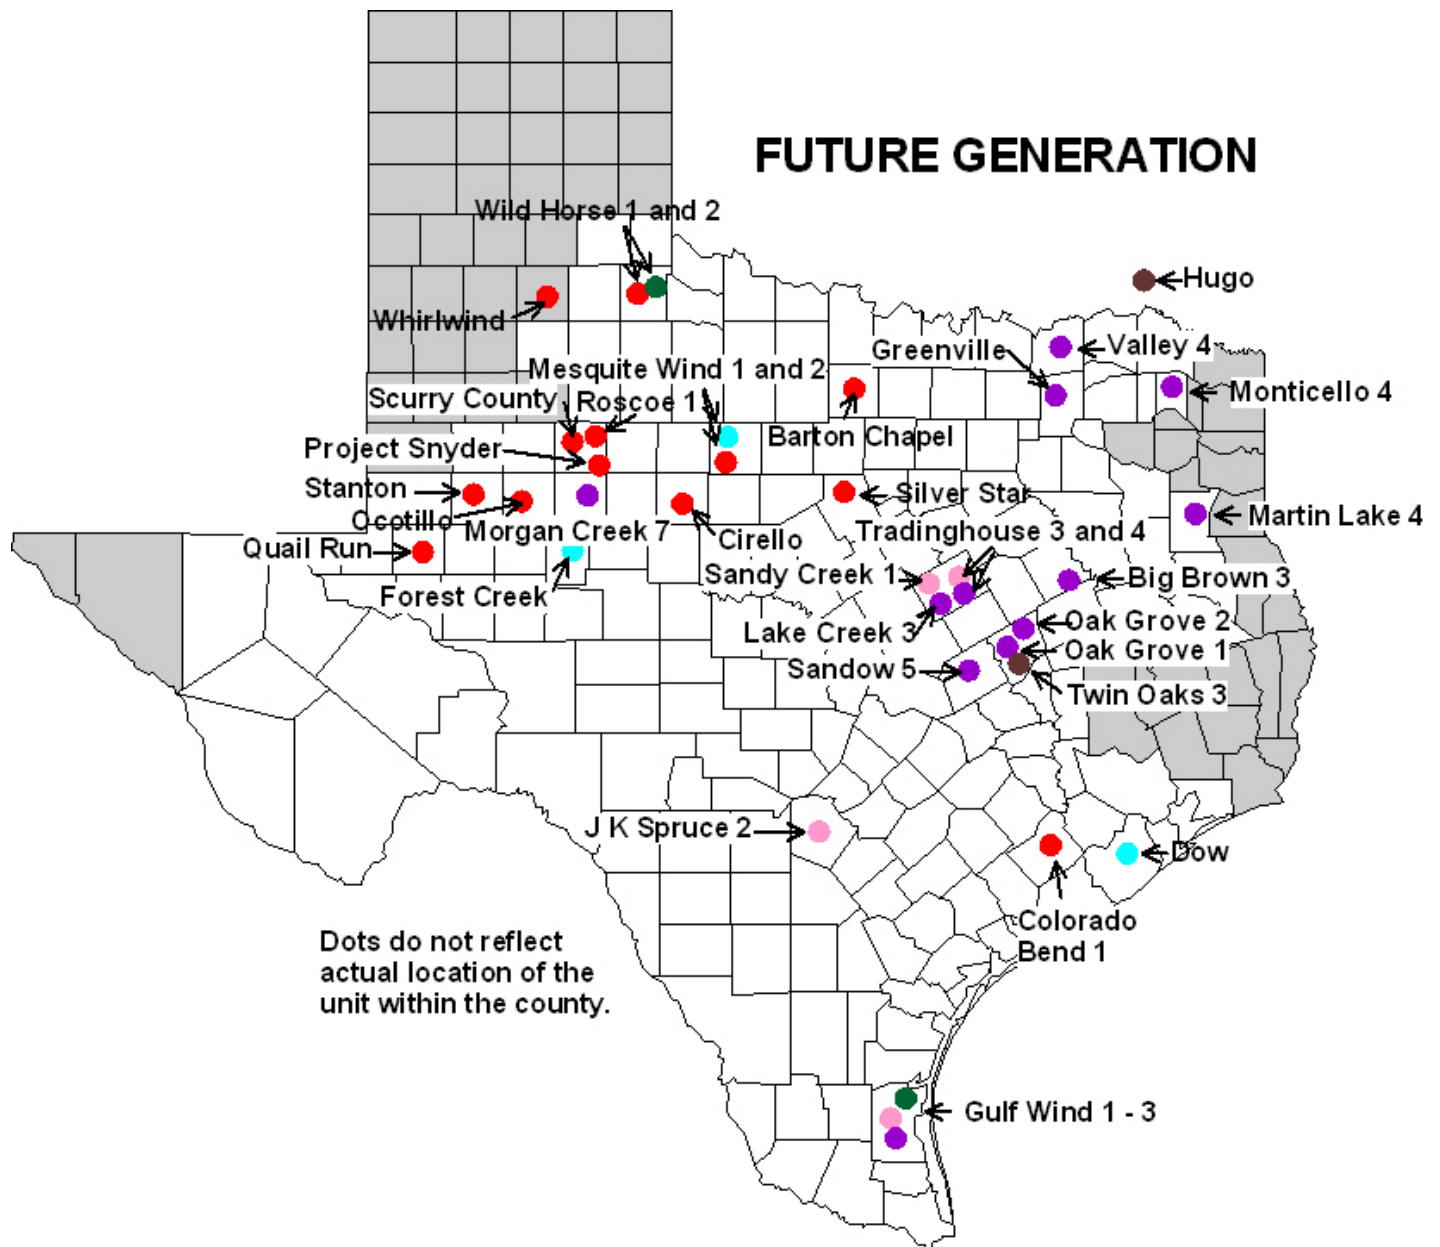 FUTURE GENERATION
Wild Horse 1 and 2
Hugo
Whirlwind
Greenville
Valley 4
Mesquite Wind 1 and 2
Monticello 4
Scurry County
Roscoe 1
Barton Chapel
Project Snyder
Stanton
Silver Star
Ocotillo
Martin Lake 4
Morgan Creek 7
Tradinghouse 3 and 4
Cirello
Quail Run
Sandy Creek 1
Big Brown 3
Forest Creek
Oak Grove 2
Lake Creek 3
Oak Grove 1
Sandow 5
Twin Oaks 3
J K Spruce 2
Dow
Colorado
Bend 1
Dots do not reflect
actual location of the
unit within the county.
Gulf Wind 1 - 3